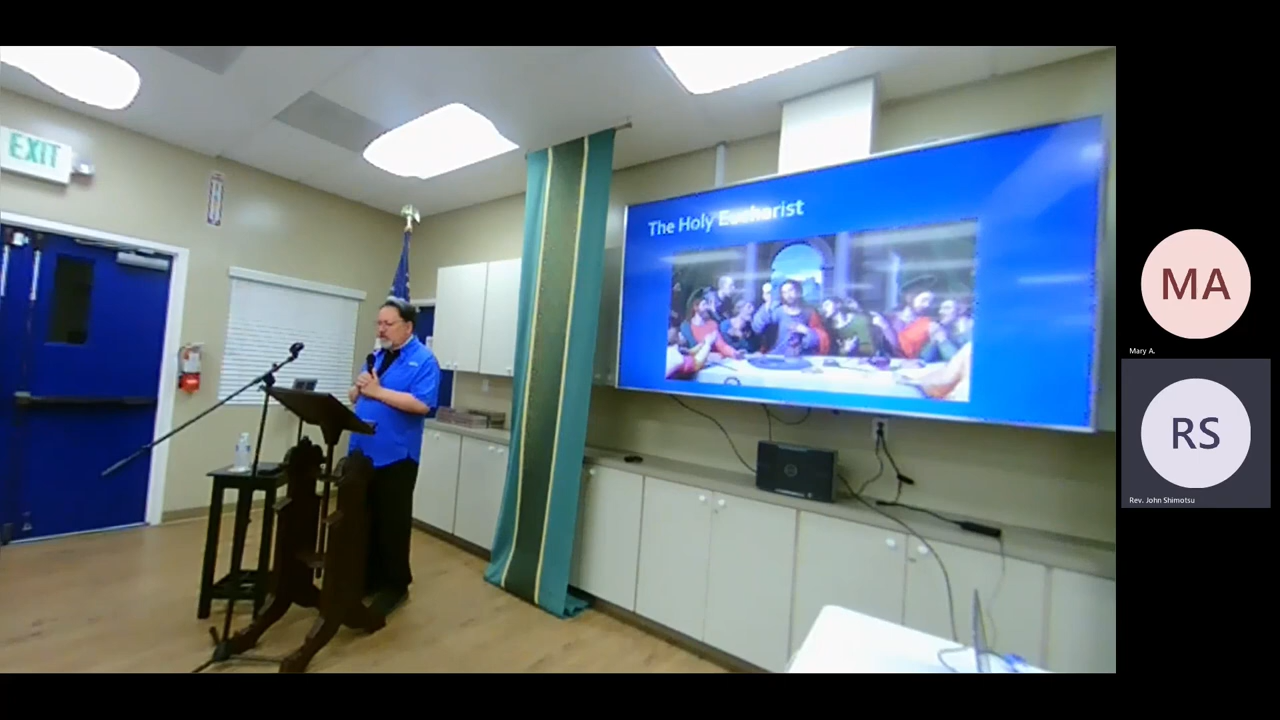 EXIT
The Holy Eucharist
MA
Mary A.
RS
Rev. John Shimotsu